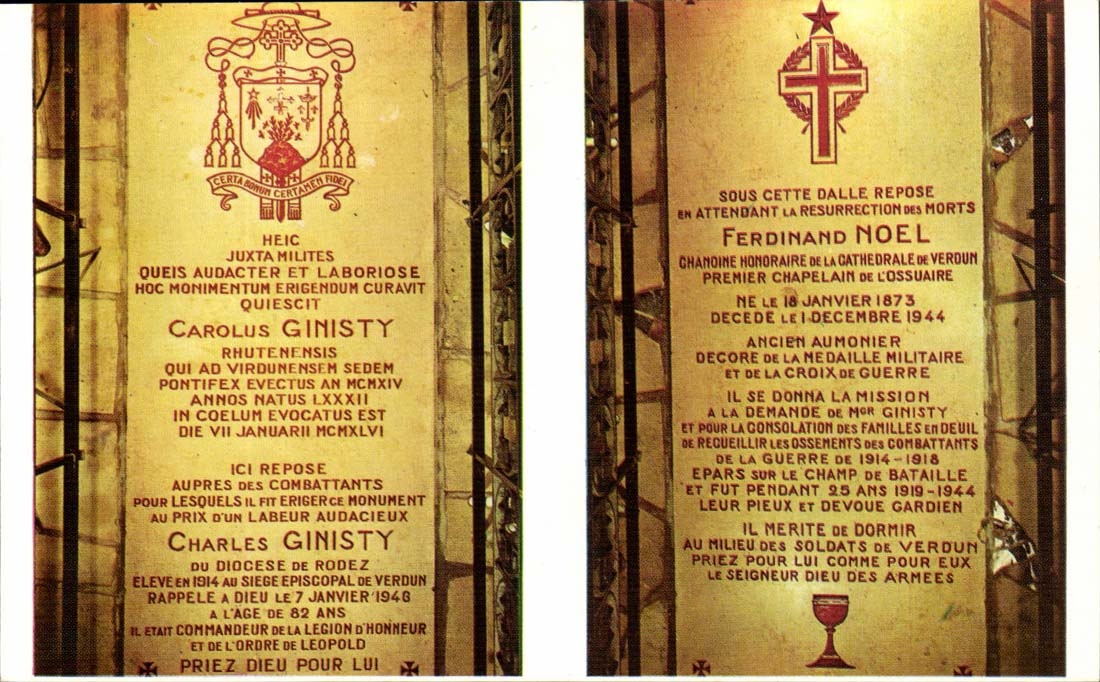 CERTA BONUM CERTAMEN FIDEI
HEIC
JUXTA MILITES
QUEIS AUDACTER ET LABORIOSE
HOC MONIMENTUM ERIGENDUM CURAVIT
QUIESCIT
CAROLUS GINISTY
RHUTENENSIS
QUI AD VIRDUNENSEM SEDEM
PONTIFEX EVECTUS AN MCMXIV
ANNOS NATUS LXXXII
IN COELUM EVOCATUS EST
DIE VII JANUARII MCMXLVI
ICI REPOSE
AUPRES DES COMBATTANTS
POUR LESQUELS IL FIT ERIGER CE MONUMENT
AU PRIX D'UN LABEUR AUDACIEUX
CHARLES GINISTY
DU DIOCESE DE RODEZ
ELEVE EN 1914 AU SIEGE EPISCOPAL DE VERDUN
RAPPELE A DIEU LE 7 JANVIER 1946
A L'ÂGE DE 82 ANS
IL ETAIT COMMANDEUR DE LA LEGION D'HONNEUR
ET DE L'ORDRE DE LEOPOLD
PRIEZ DIEU POUR LUI
SOUS CETTE DALLE REPOSE
EN ATTENDANT LA RESURRECTION DES MORTS
FERDINAND NOEL
CHANOINE HONORAIRE DE LA CATHEDRALE DE VERDUN
PREMIER CHAPELAIN DE L'OSSUAIRE
NE LE 18 JANVIER 1873
DECEDE LE 1 DECEMBRE 1944
ANCIEN AUMONIER
DECORE DE LA MEDAILLE MILITAIRE
ET DE LA CROIX DE GUERRE
IL SE DONNA LA MISSION
A LA DEMANDE DE MGR GINISTY
ET POUR LA CONSOLATION DES FAMILLES EN DEUIL
DE RECUEILLIR LES OSSEMENTS DES COMBATTANTS
DE LA GUERRE DE 1914-1918
EPARS SUR LE CHAMP DE BATAILLE
ET FUT PENDANT 25 ANS 1919-1944
LEUR PIEUX ET DEVOUE GARDIEN
IL MERITE DE DORMIR
AU MILIEU DES SOLDATS DE VERDUN
PRIEZ POUR LUI COMME POUR EUX
LE SEIGNEUR DIEU DES ARMEES